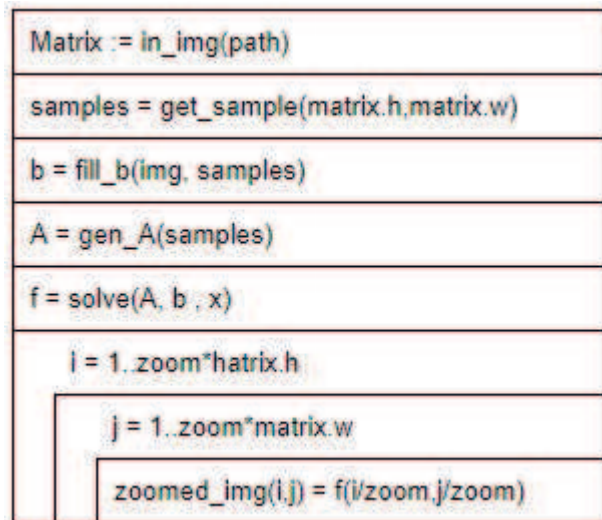 Matrix := in_img(path)
samples = get_sample(matrix.h,matrix.w)
b = fill_b(img, samples)
A = gen_A(samples)
f = solve(A, b , x)
i = 1..zoom*hatrix.h
j = 1..zoom*matrix.w
zoomed_img(i,j) = f(i/zoom,j/zoom)